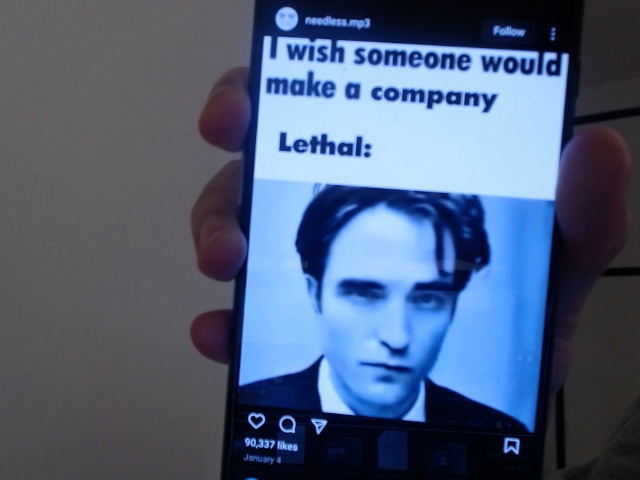 needless.mp3
Follow
I wish someone would
make a company
Lethal:
90,337 likes
January 4